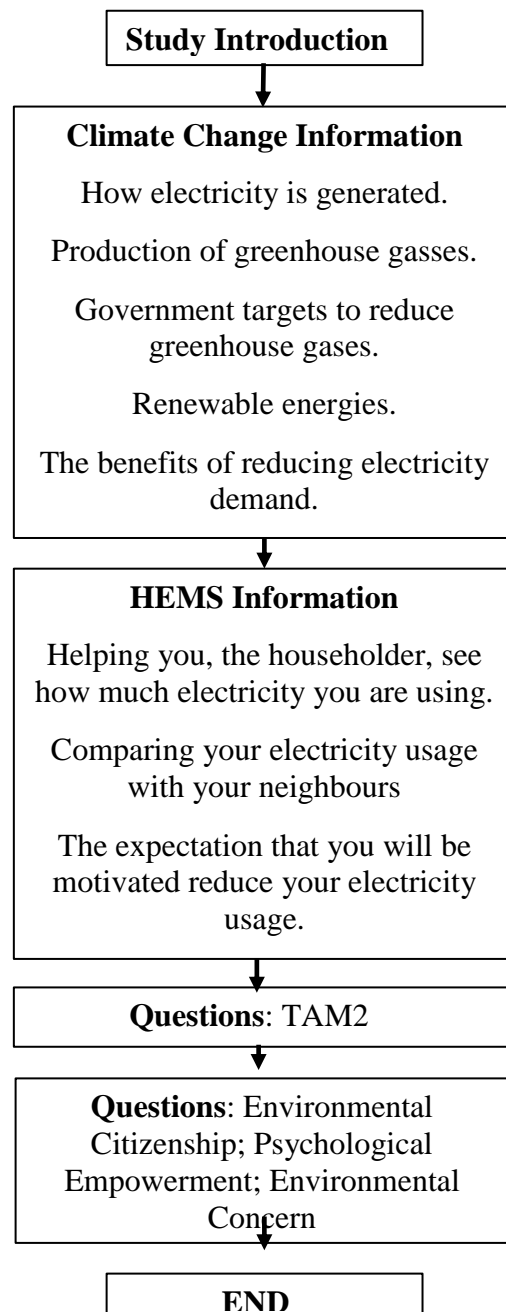 Study Introduction
Climate Change Information
How electricity is generated.
Production of greenhouse gasses.
Government targets to reduce
greenhouse gases.
Renewable energies.
The benefits of reducing electricity
demand.
HEMS Information
Helping you, the householder, see
how much electricity you are using.
Comparing your electricity usage
with your neighbours
The expectation that you will be
motivated reduce your electricity
usage.
Questions: TAM2
Questions: Environmental
Citizenship; Psychological
Empowerment; Environmental
Concern
END